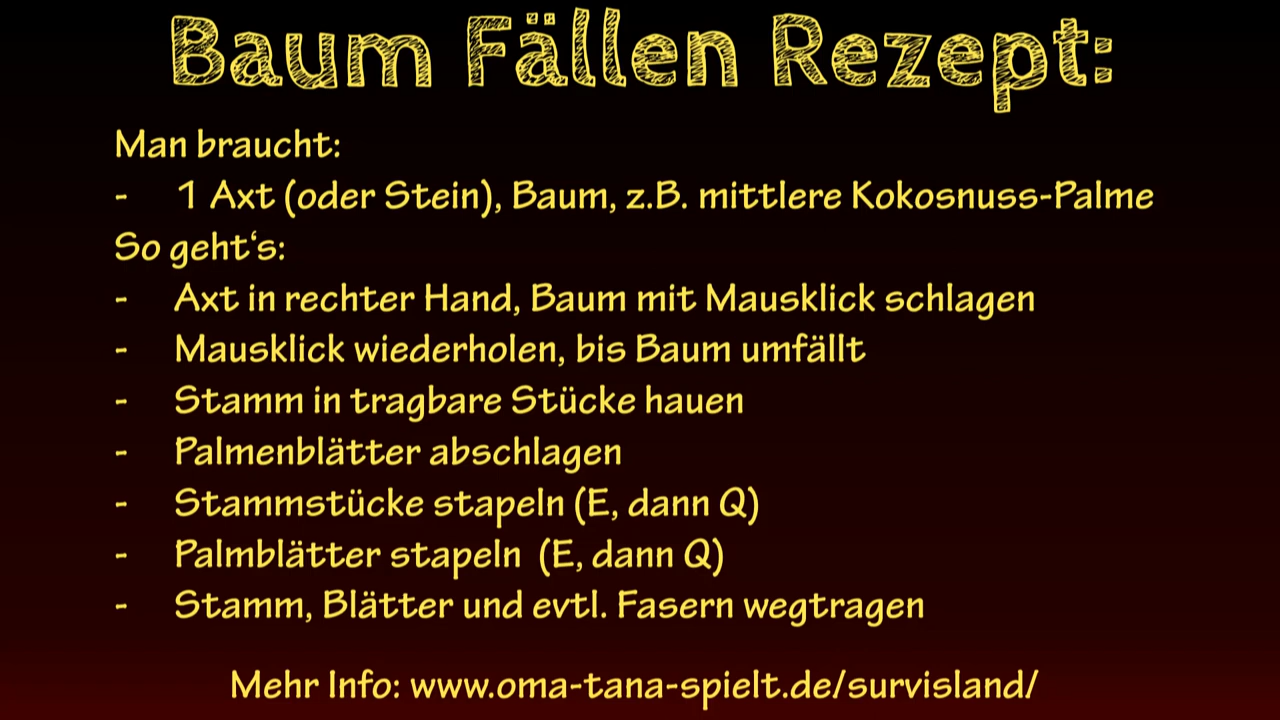 Baum Fällen Rezept:
Man braucht:
- 1 Axt (oder Stein), Baum, z.B. mittlere Kokosnuss-Palme
So geht‘s:
- Axt in rechter Hand, Baum mit Mausklick schlagen
- Mausklick wiederholen, bis Baum umfällt
- Stamm in tragbare Stücke hauen
- Palmenblätter abschlagen
- Stammstücke stapeln (E, dann Q)
- Palmblätter stapeln (E, dann Q)
- Stamm, Blätter und evtl. Fasern wegtragen
Mehr Info: www.oma-tana-spielt.de/survisland/